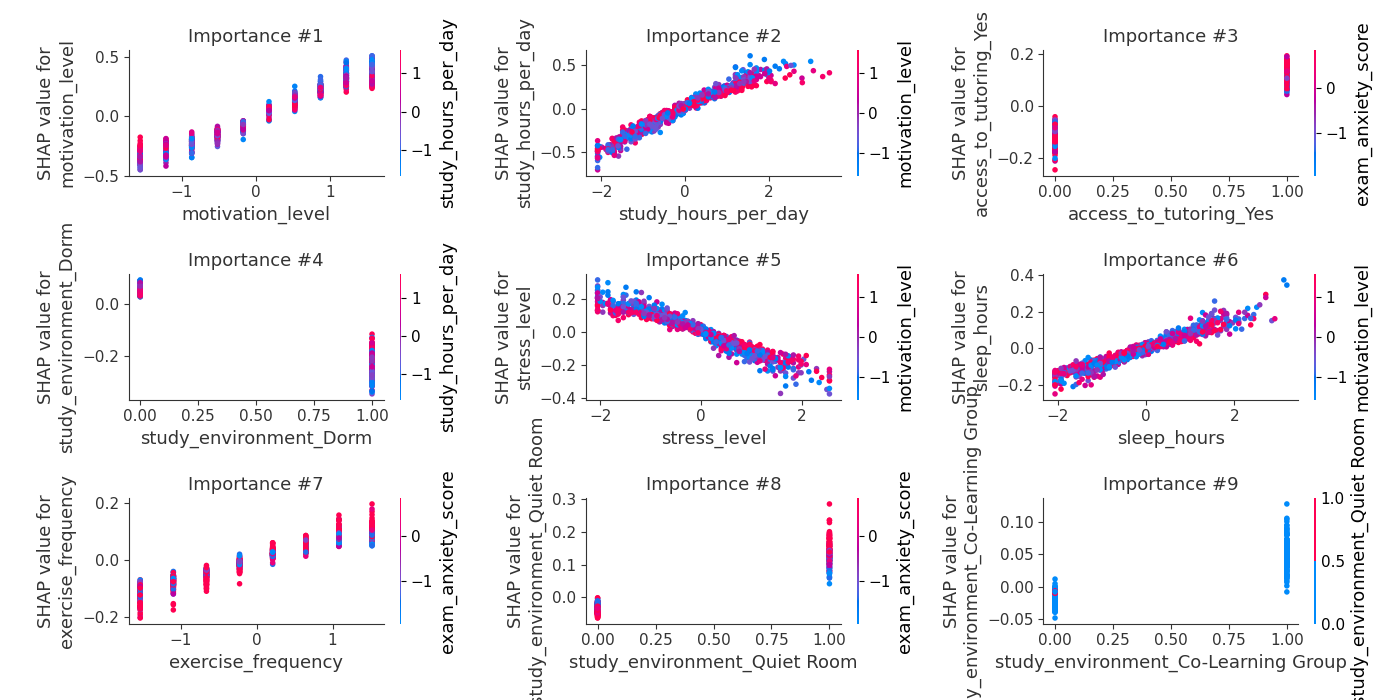 Importance #1
SHAP value for
motivation_level
0.5
0.0
−0.5
−1
0
1
motivation_level
1
0
−1
study_hours_per_day
Importance #2
SHAP value for
study_hours_per_day
0.5
0.0
−0.5
−2
0
2
study_hours_per_day
1
0
−1
motivation_level
Importance #3
SHAP value for
access_to_tutoring_Yes
0.2
0.0
−0.2
0.00
0.25
0.50
0.75
1.00
access_to_tutoring_Yes
0
−1
exam_anxiety_score
Importance #4
SHAP value for
study_environment_Dorm
0.0
−0.2
0.00
0.25
0.50
0.75
1.00
study_environment_Dorm
1
0
−1
study_hours_per_day
Importance #5
SHAP value for
stress_level
0.2
0.0
−0.2
−0.4
−2
0
2
stress_level
1
0
−1
motivation_level
Importance #6
SHAP value for
sleep_hours
0.4
0.2
0.0
−0.2
−2
0
2
sleep_hours
1
0
−1
motivation_level
Importance #7
SHAP value for
exercise_frequency
0.2
0.0
−0.2
−1
0
1
exercise_frequency
0
−1
exam_anxiety_score
Importance #8
SHAP value for
study_environment_Quiet Room
0.3
0.2
0.1
0.0
0.00
0.25
0.50
0.75
1.00
study_environment_Quiet Room
0
−1
exam_anxiety_score
Importance #9
SHAP value for
y_environment_Co-Learning Group
0.10
0.05
0.00
−0.05
0.00
0.25
0.50
0.75
1.00
study_environment_Co-Learning Group
1.0
0.5
0.0
study_environment_Quiet Room